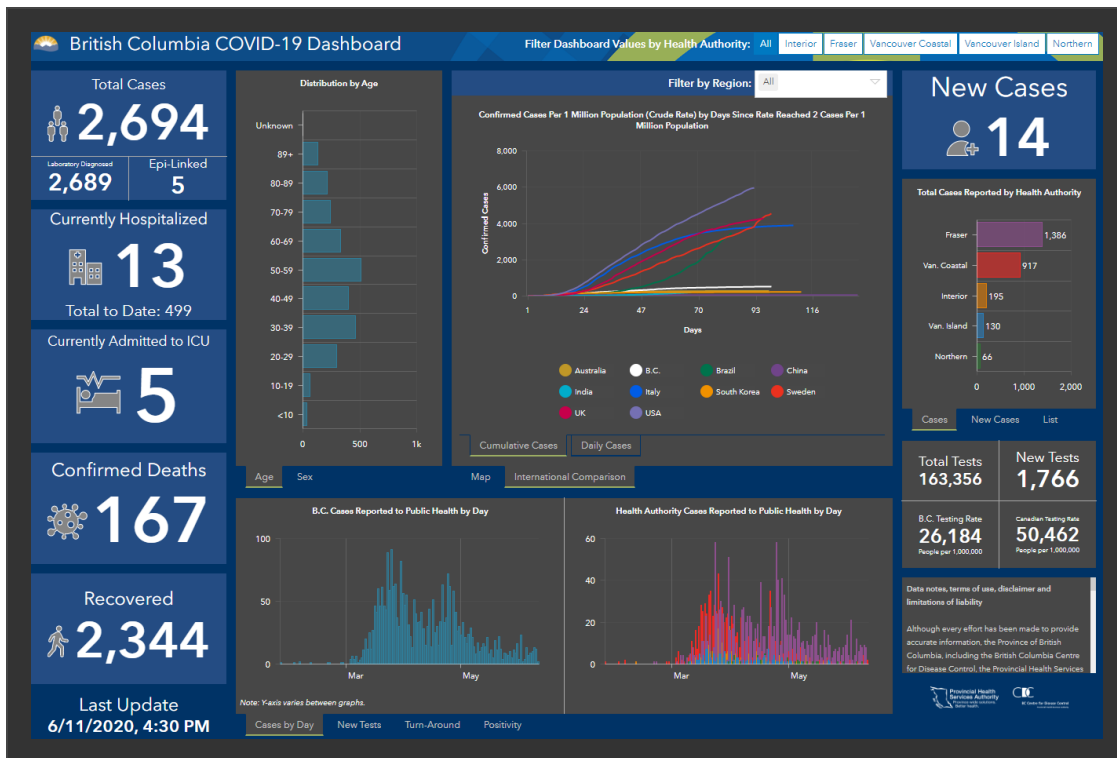 British Columbia COVID-19 Dashboard
Filter Dashboard Values by Health Authority: All Interior Fraser Vancouver Coastal Vancouver Island Northern
Total Cases
2,694
Laboratory Diagnosed
2,689
Epi-Linked
5
Currently Hospitalized
13
Total to Date: 499
Currently Admitted to ICU
5
Confirmed Deaths
167
Recovered
2,344
Last Update
6/11/2020, 4:30 PM
Distribution by Age
Unknown
89+
80-89
70-79
60-69
50-59
40-49
30-39
20-29
10-19
<10
0 500 1k
Age Sex
Filter by Region: All
Confirmed Cases Per 1 Million Population (Crude Rate) by Days Since Rate Reached 2 Cases Per 1
Million Population
Confirmed Cases
8,000
6,000
4,000
2,000
0
1 24 47 70 93 116
Days
Australia B.C. Brazil China
India Italy South Korea Sweden
UK USA
Cumulative Cases Daily Cases
Map International Comparison
B.C. Cases Reported to Public Health by Day
100
50
0
Mar May
Note: Y-axis varies between graphs.
Health Authority Cases Reported to Public Health by Day
60
40
20
0
Mar May
Cases by Day New Tests Turn-Around Positivity
New Cases
14
Total Cases Reported by Health Authority
Fraser 1,386
Van. Coastal 917
Interior 195
Van. Island 130
Northern 66
0 1,000 2,000
Cases New Cases List
Total Tests
163,356
New Tests
1,766
B.C. Testing Rate
26,184
People per 1,000,000
Canadian Testing Rate
50,462
People per 1,000,000
Data notes, terms of use, disclaimer and
limitations of liability
Although every effort has been made to provide
accurate information, the Province of British
Columbia, including the British Columbia Centre
for Disease Control, the Provincial Health Services
Provincial Health
Services Authority
Province-wide solutions.
Better health.
BC Centre for Disease Control